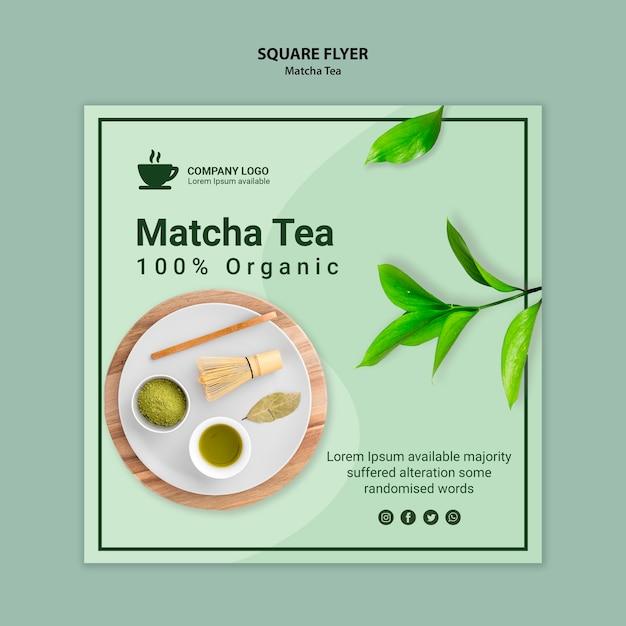 SQUARE FLYER
Matcha Tea
COMPANY LOGO
Lorem Ipsum available
Matcha Tea
100% Organic
Lorem Ipsum available majority
suffered alteration some
randomised words